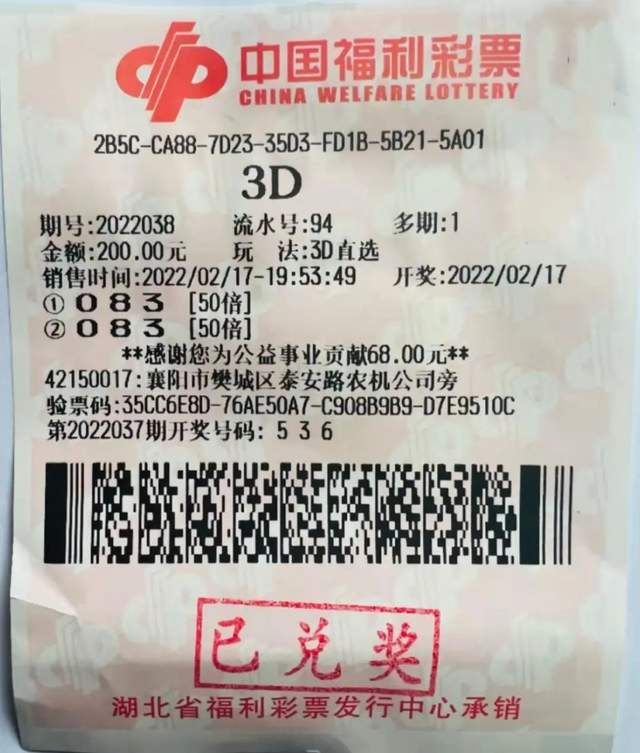 中国福利彩票
CHINA WELFARE LOTTERY
2B5C-CA88-7D23-35D3-FD1B-5B21-5A01
3D
期号:2022038 流水号:94 多期:1
金额:200.00元 玩 法:3D直选
销售时间:2022/02/17-19:53:49 开奖:2022/02/17
① 0 8 3 [50倍]
② 0 8 3 [50倍]
**感谢您为公益事业贡献68.00元**
42150017:襄阳市樊城区泰安路农机公司旁
验票码:35CC6E8D-76AE50A7-C908B9B9-D7E9510C
第2022037期开奖号码: 5 3 6
已兑奖
湖北省福利彩票发行中心承销